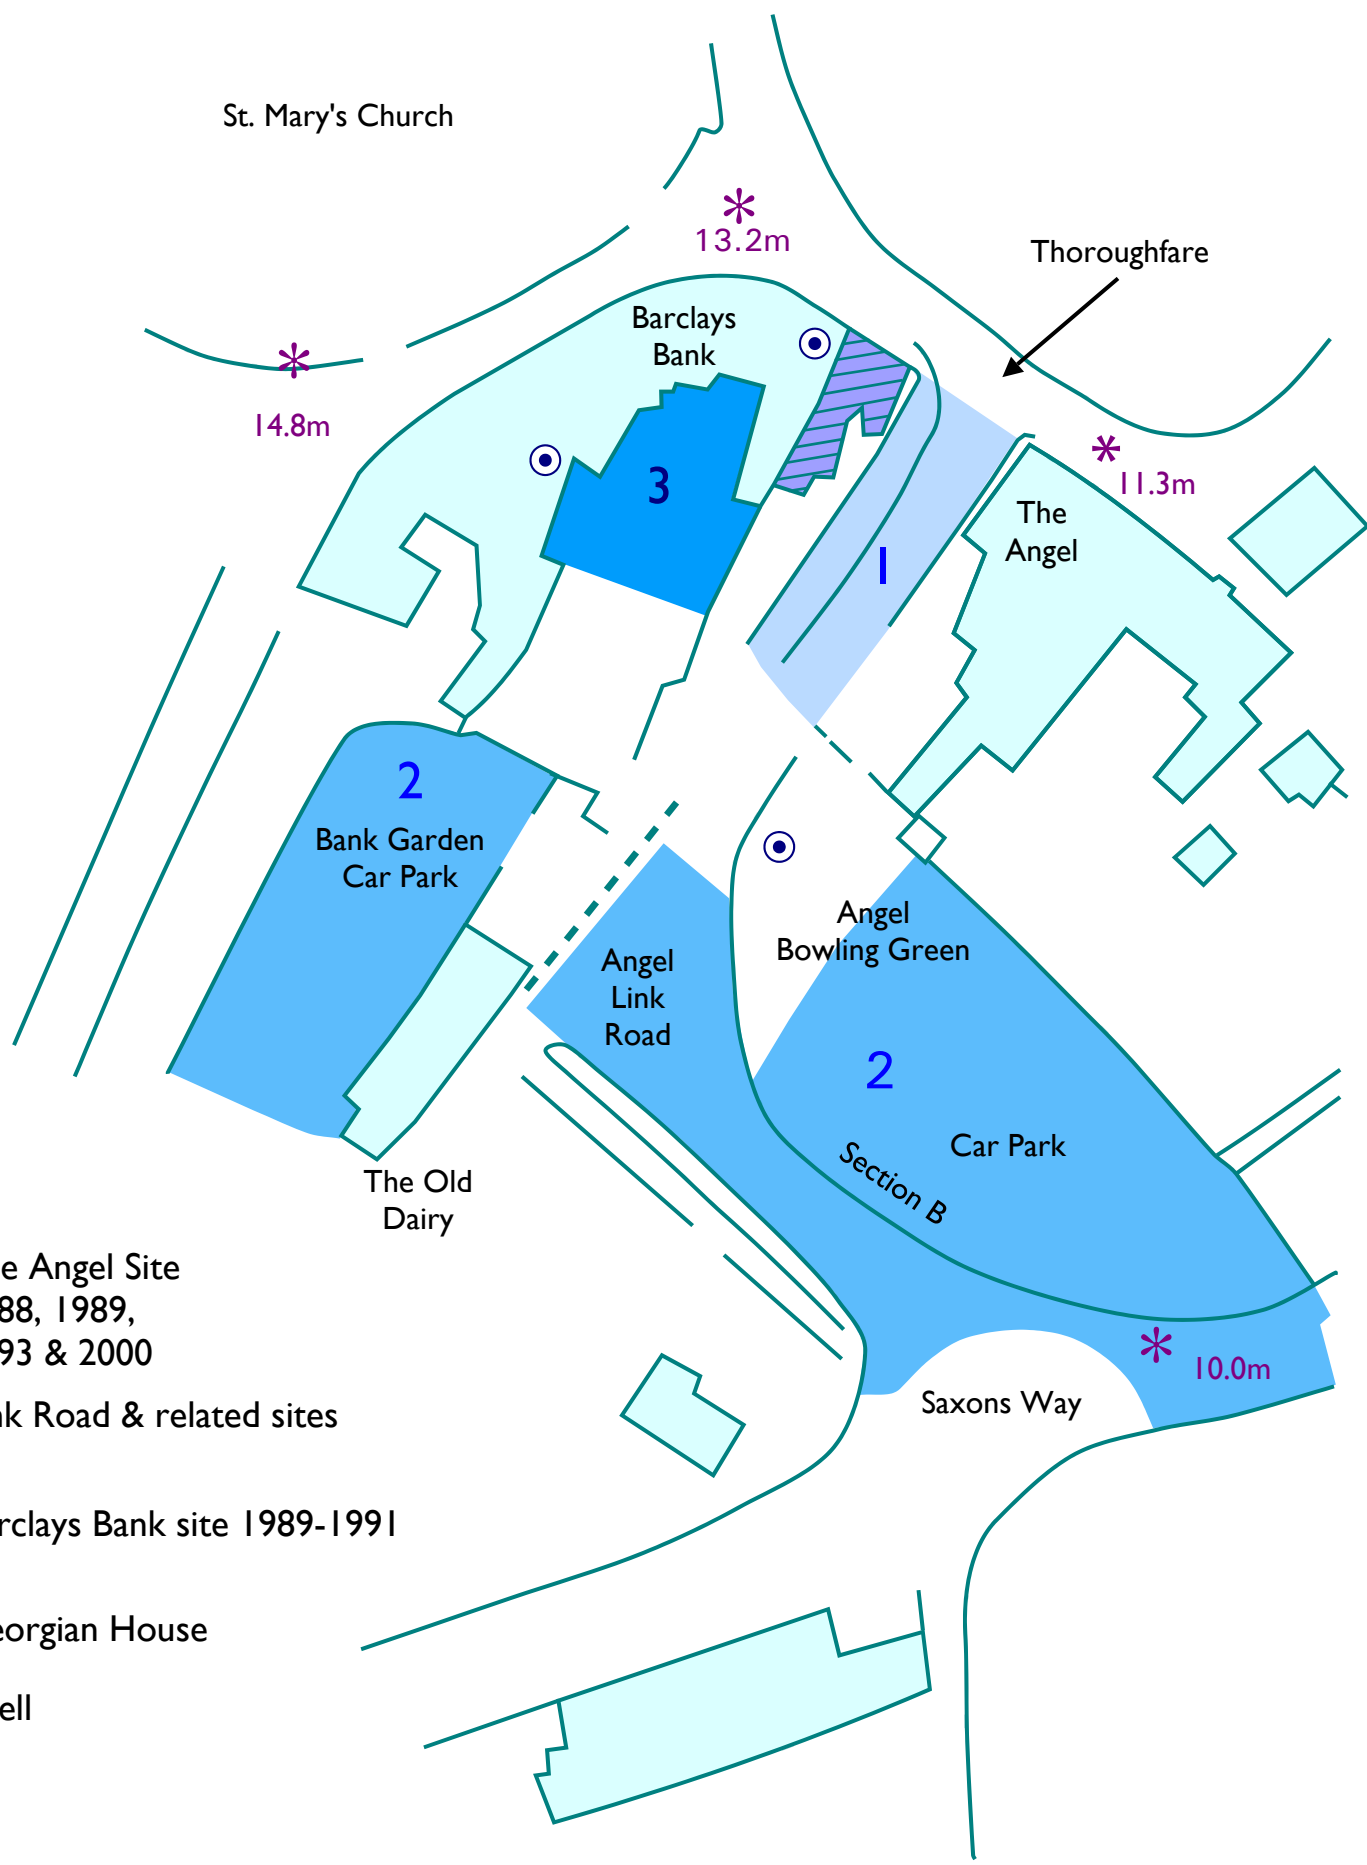 St. Mary's Church
13.2m
Thoroughfare
Barclays
Bank
14.8m
11.3m
3
The
Angel
1
2
Bank Garden
Car Park
Angel
Bowling Green
Angel
Link
Road
2
Car Park
Section B
The Old
Dairy
e Angel Site
88, 1989,
93 & 2000
10.0m
Saxons Way
nk Road & related sites
rclays Bank site 1989-1991
eorgian House
ell